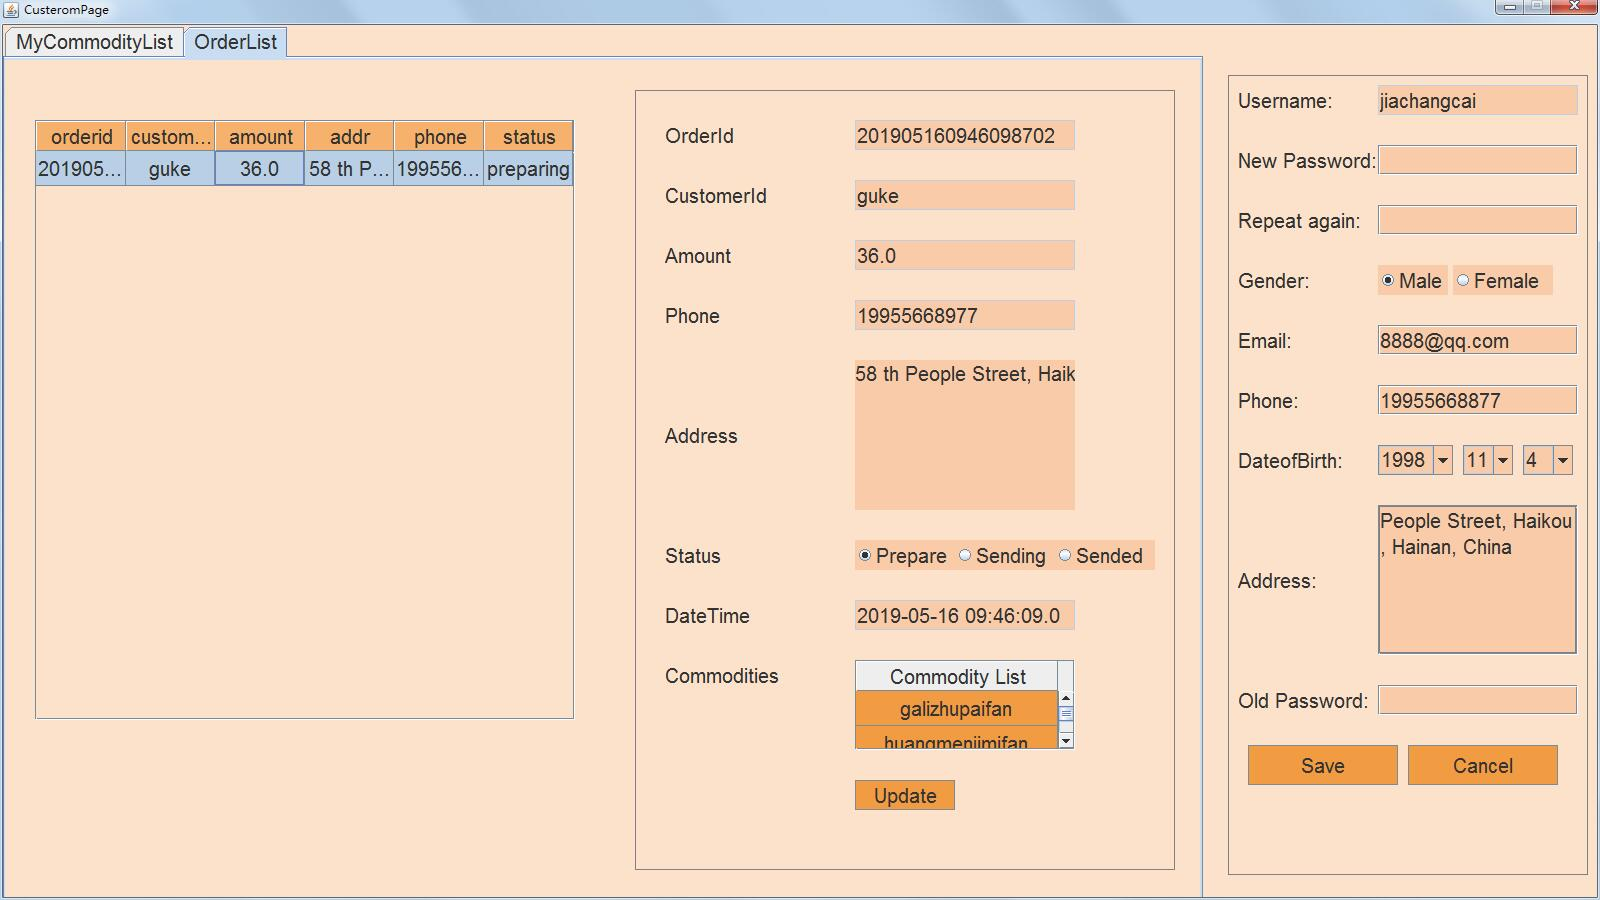 CusteromPage
MyCommodityList OrderList
orderid custom... amount addr phone status
201905... guke 36.0 58 th P... 199556... preparing
OrderId 201905160946098702
CustomerId guke
Amount 36.0
Phone 19955668977
Address 58 th People Street, Haik
Status Prepare Sending Sended
DateTime 2019-05-16 09:46:09.0
Commodities Commodity List
galizhupaifan
huangmenjimifan
Update
Username: jiachangcai
New Password:
Repeat again:
Gender: Male Female
Email: 8888@qq.com
Phone: 19955668877
DateofBirth: 1998 11 4
Address: People Street, Haikou
, Hainan, China
Old Password:
Save Cancel